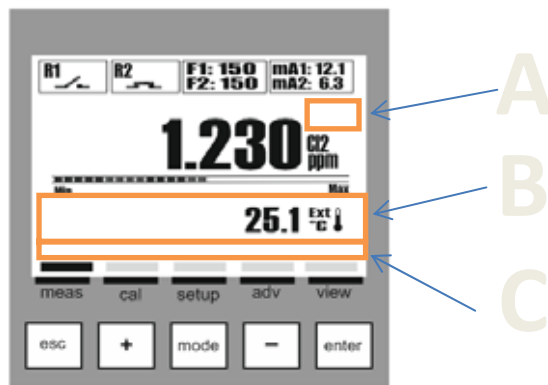 R1 R2 F1: 150 mA1: 12.1
F2: 150 mA2: 6.3
A
1.230 Cl2
ppm
Min Max
B
25.1 Ext
°C
C
meas cal setup adv view
esc + mode - enter